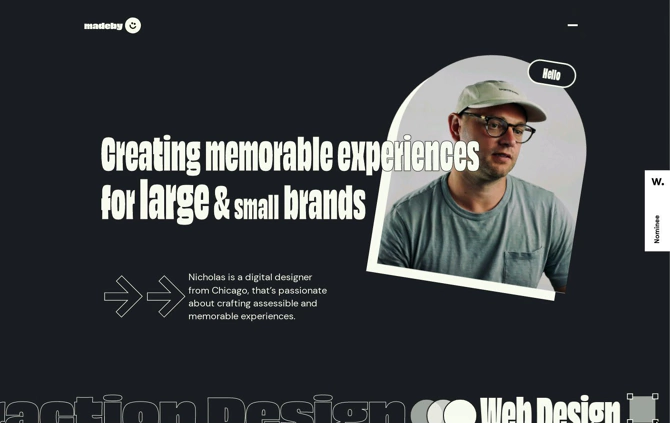 madeby
Hello
Creating memorable experiences
for large & small brands
W.
Nominee
Nicholas is a digital designer
from Chicago, that's passionate
about crafting assessible and
memorable experiences.
raction Design Web Design